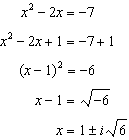 x² − 2x = −7
x² − 2x + 1 = −7 + 1
(x − 1)² = −6
x − 1 = √−6
x = 1 ± i√6